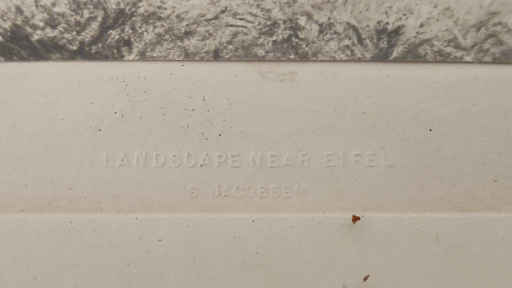 LANDSCAPE NEAR EIFEL
S JACOBSEN